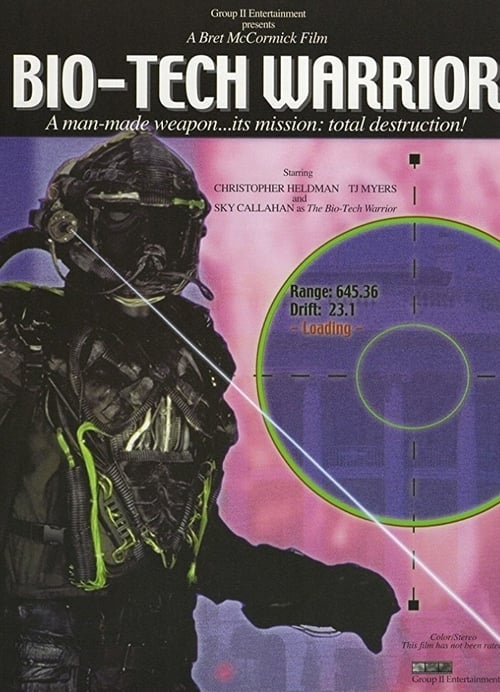 Group II Entertainment
presents
A Bret McCormick Film
BIO-TECH WARRIOR
A man-made weapon...its mission: total destruction!
Starring
CHRISTOPHER HELDMAN TJ MYERS
and
SKY CALLAHAN as The Bio-Tech Warrior
Range: 645.36
Drift: 23.1
- Loading -
Color/Stereo
This film has not been rated
Group II Entertainment